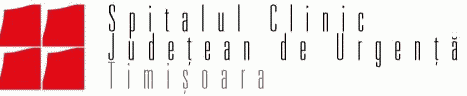 Spitalul Clinic
Județean de Urgență
Timișoara